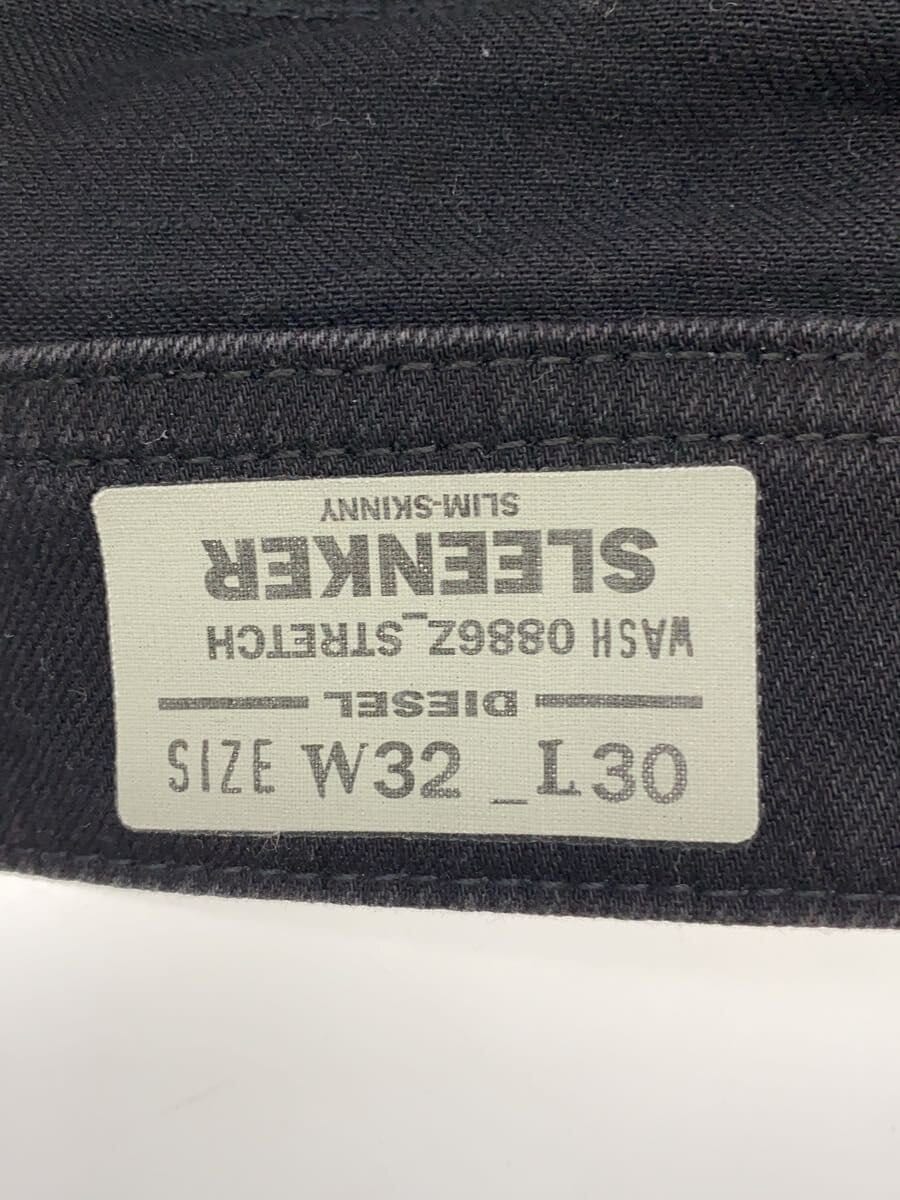 DIESEL
WASH 0886Z_STRETCH
SLEENKER
SLIM-SKINNY
SIZE W32 _L30